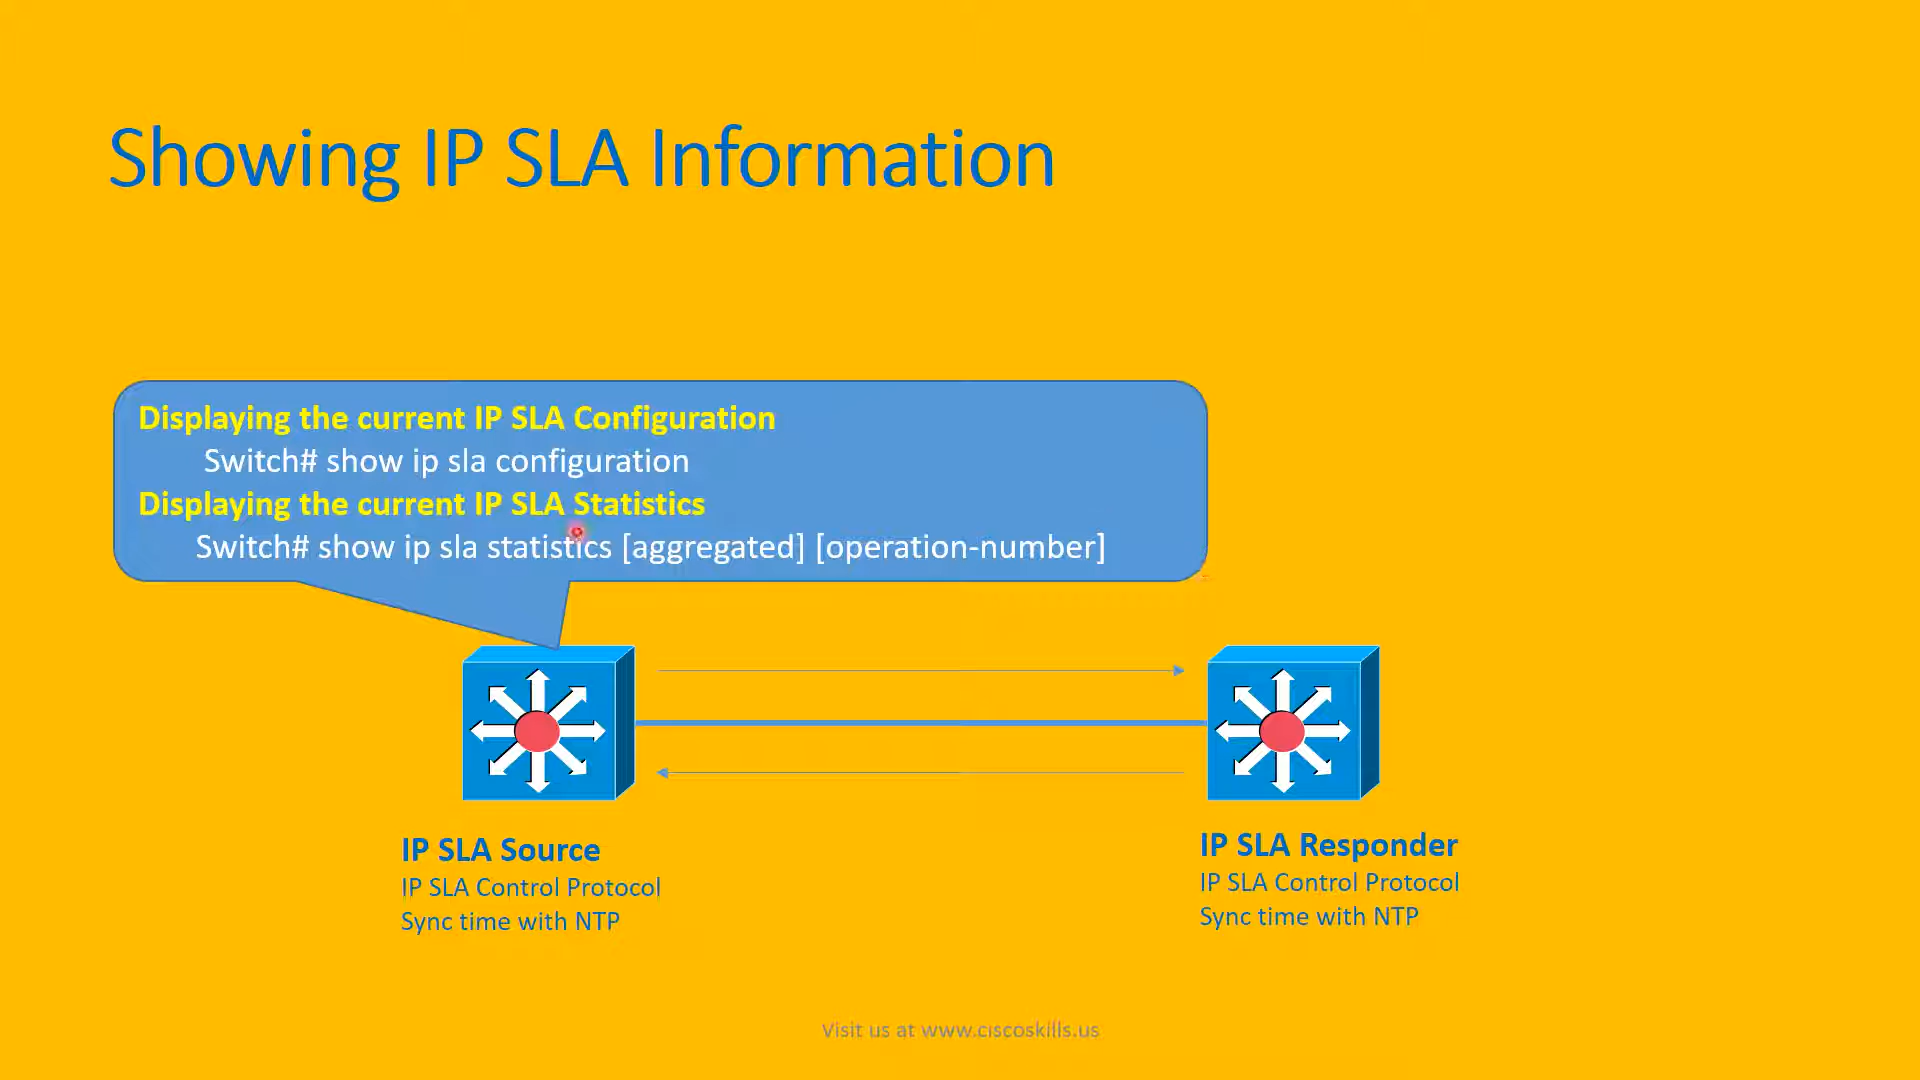 Showing IP SLA Information
Displaying the current IP SLA Configuration
Switch# show ip sla configuration
Displaying the current IP SLA Statistics
Switch# show ip sla statistics [aggregated] [operation-number]
IP SLA Source
IP SLA Control Protocol
Sync time with NTP
IP SLA Responder
IP SLA Control Protocol
Sync time with NTP
Visit us at www.ciscoskills.us